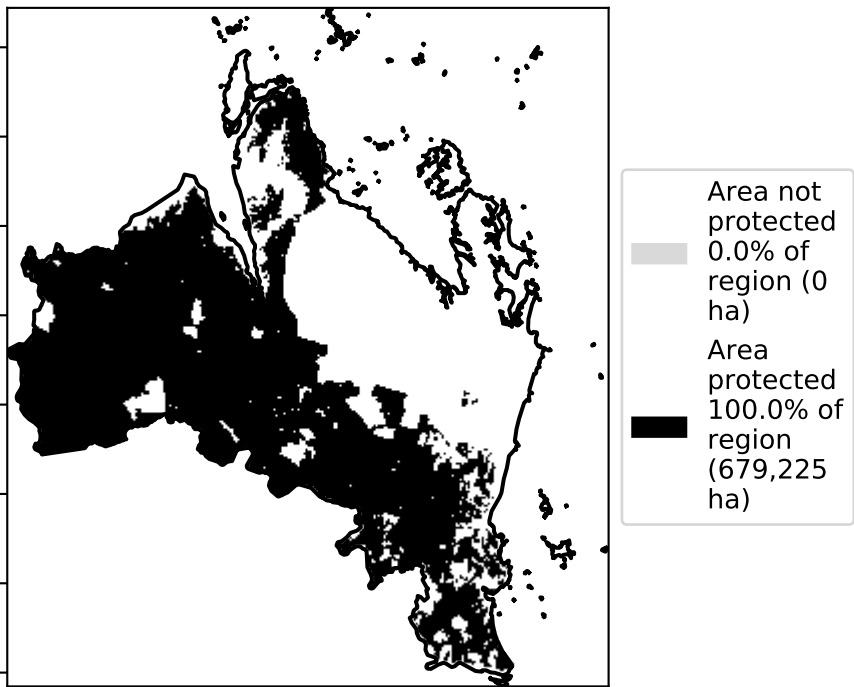 Area not
protected
0.0% of
region (0
ha)
Area
protected
100.0% of
region
(679,225
ha)